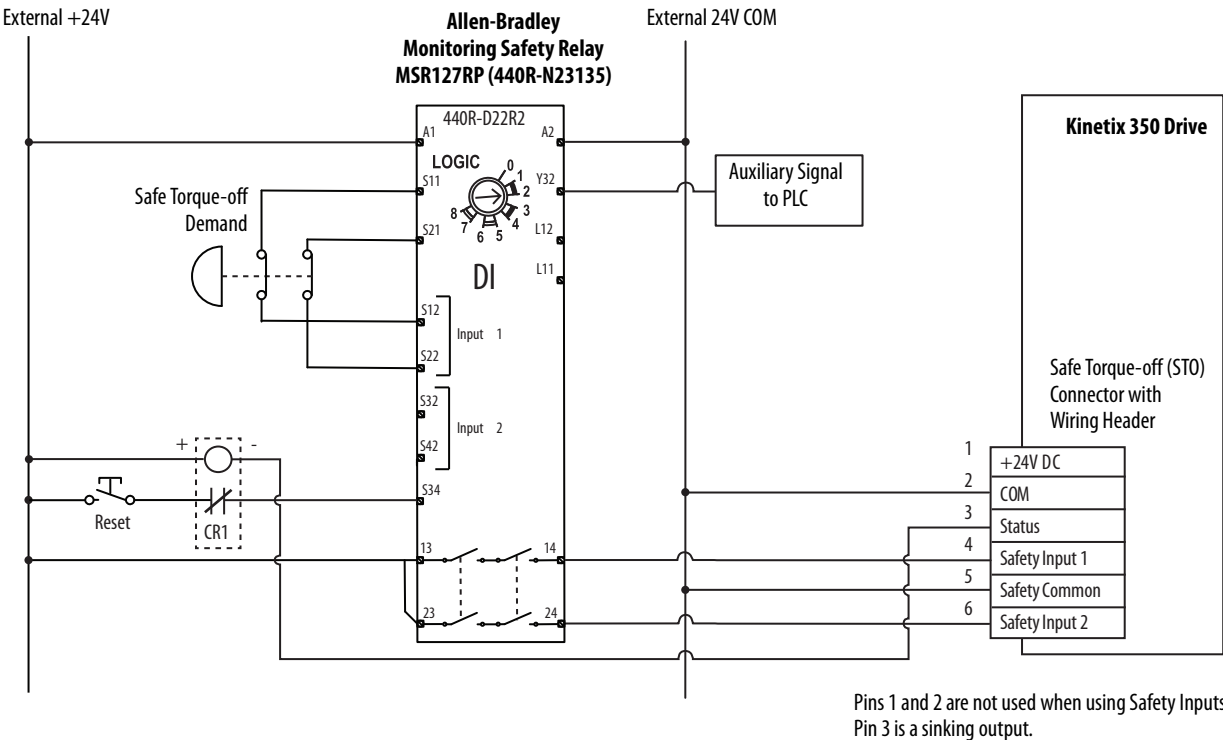 External +24V
Allen-Bradley
Monitoring Safety Relay
MSR127RP (440R-N23135)
External 24V COM
440R-D22R2
A1
A2
LOGIC
0
1
2
3
4
5
6
7
8
S11
Y32
Auxiliary Signal
to PLC
Kinetix 350 Drive
Safe Torque-off
Demand
S21
L12
DI
L11
S12
Input 1
S22
S32
Input 2
S42
+
-
S34
Reset
CR1
13
14
23
24
Safe Torque-off (STO)
Connector with
Wiring Header
1 +24V DC
2 COM
3 Status
4 Safety Input 1
5 Safety Common
6 Safety Input 2
Pins 1 and 2 are not used when using Safety Inputs
Pin 3 is a sinking output.